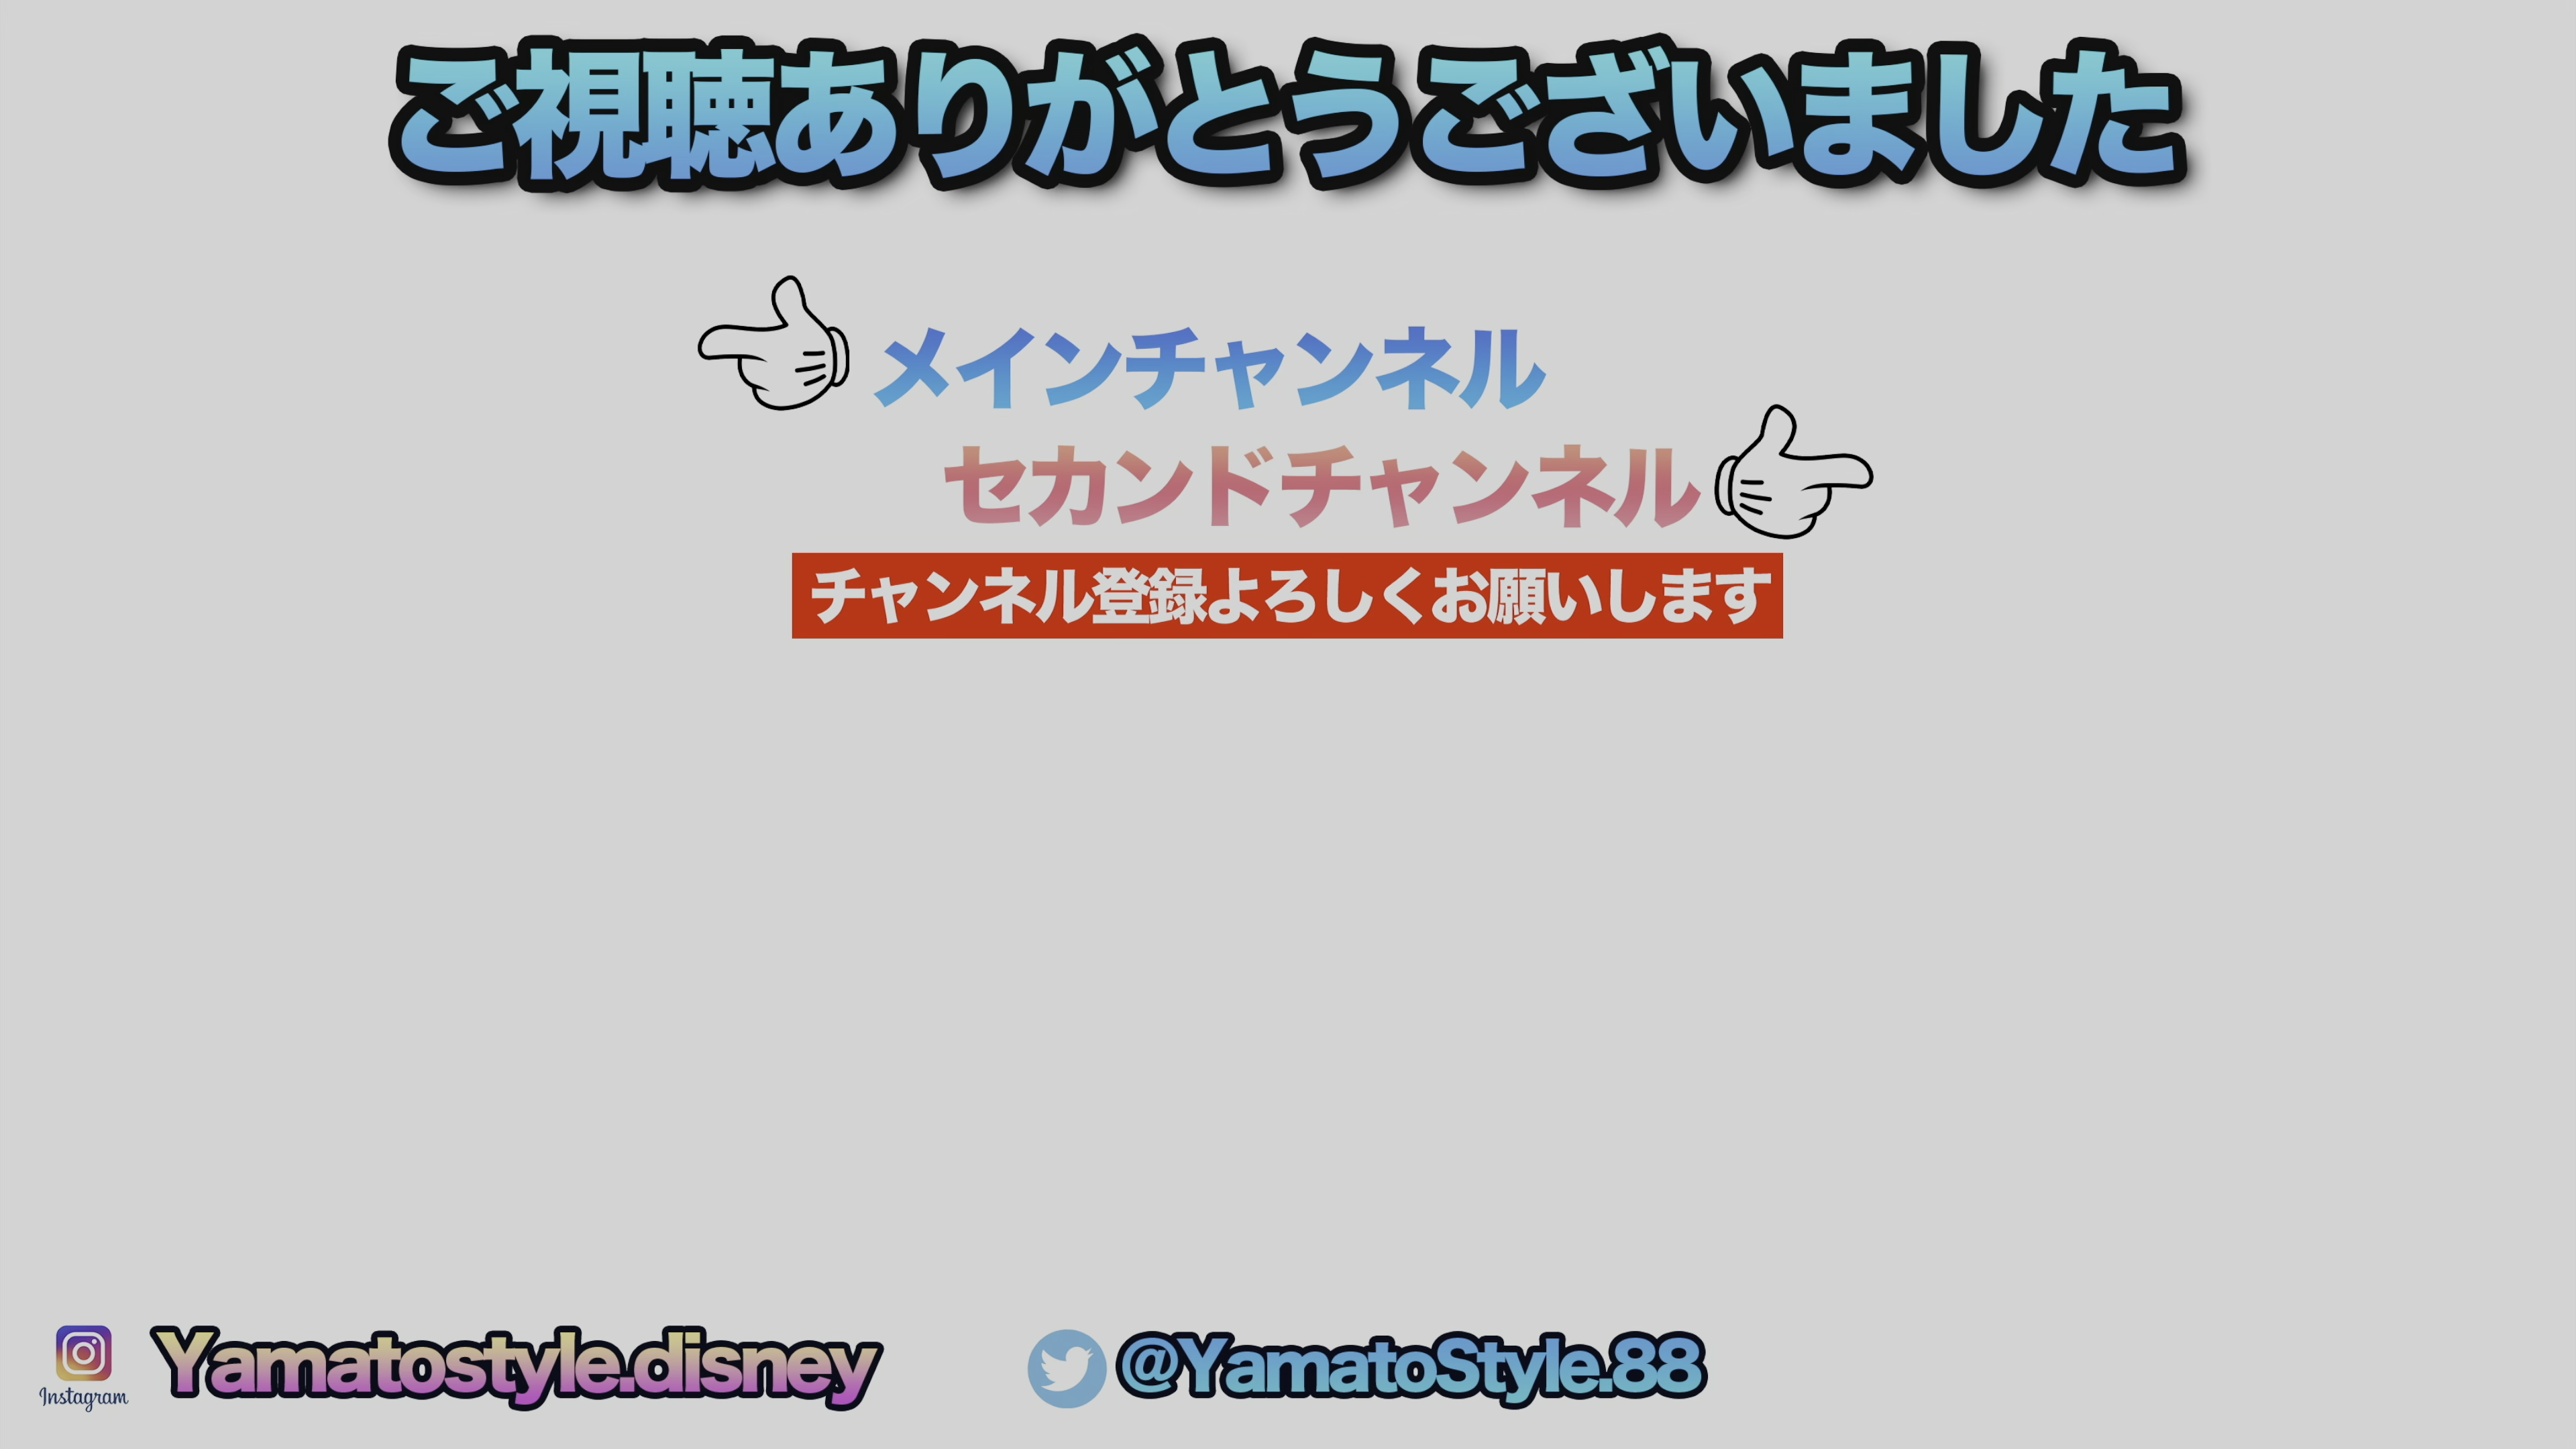 ご視聴ありがとうございました
メインチャンネル
セカンドチャンネル
チャンネル登録よろしくお願いします
Instagram
Yamatostyle.disney
@YamatoStyle.88